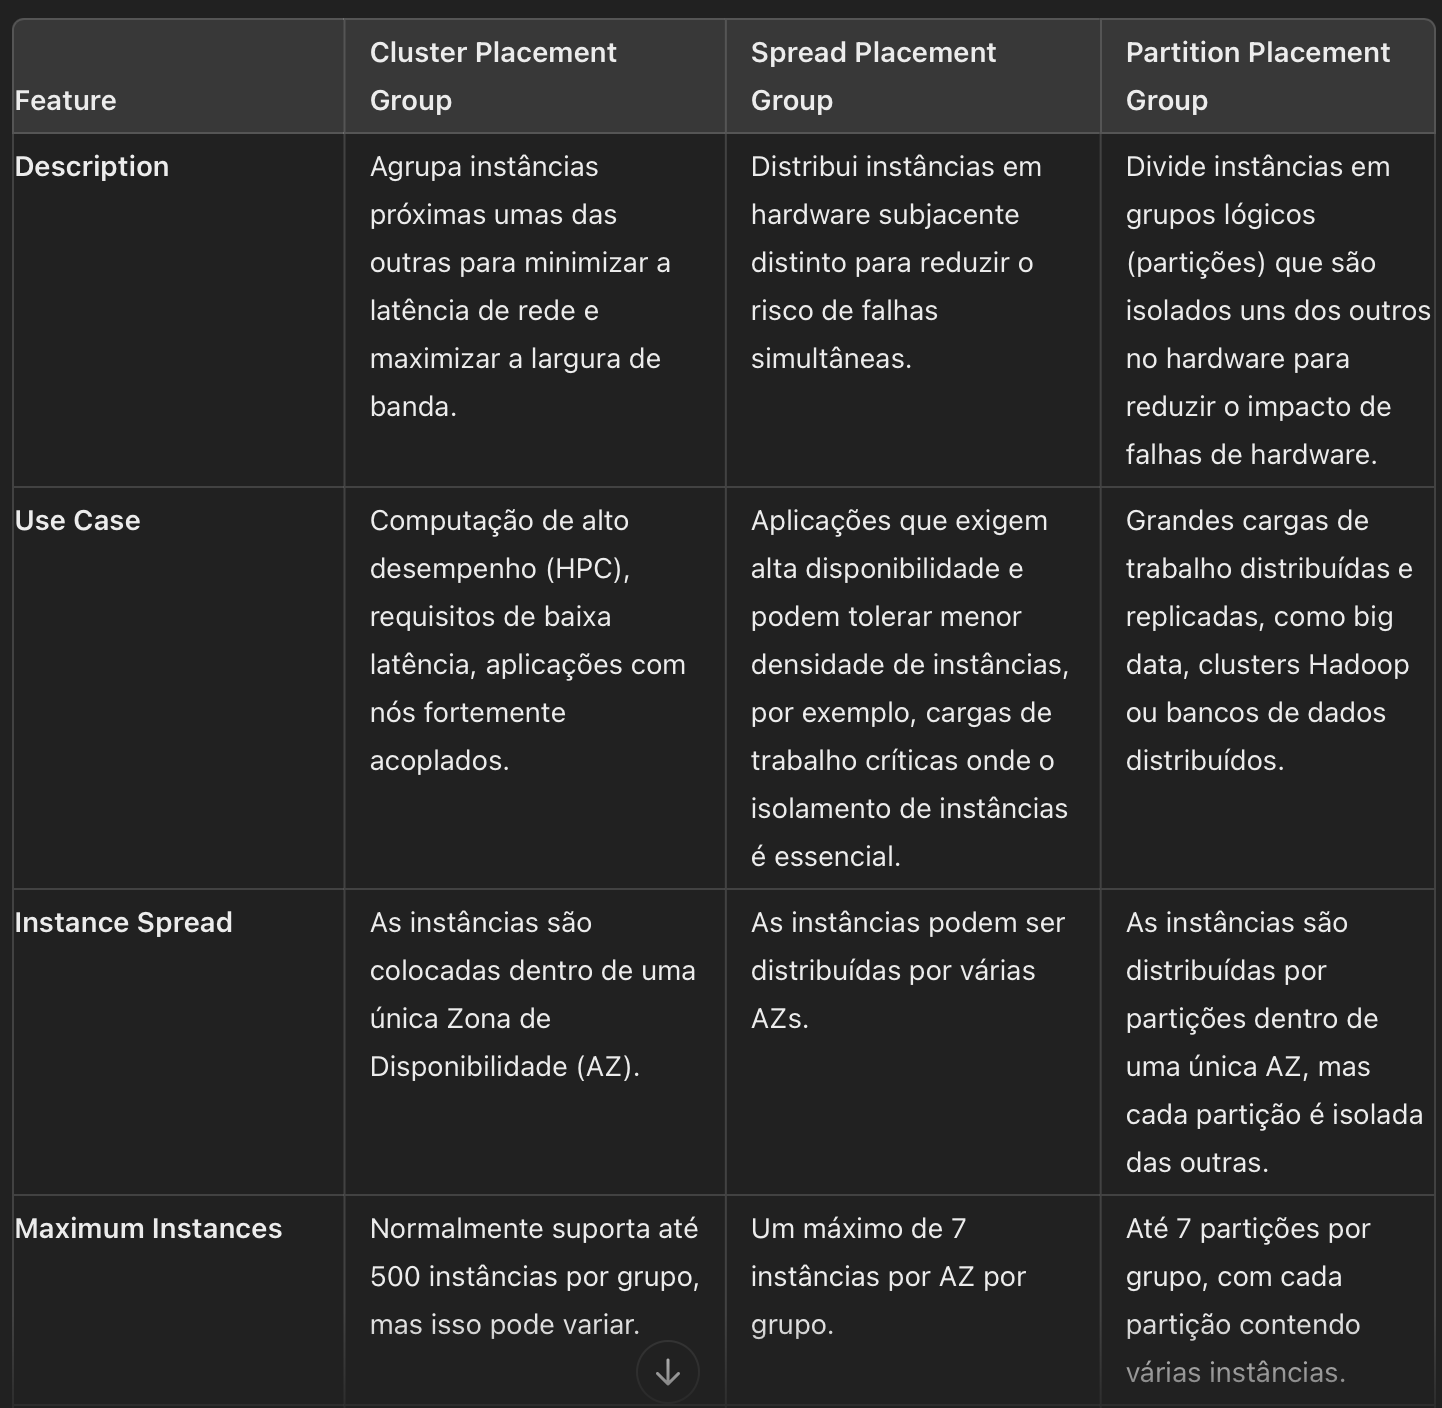 Feature
Cluster Placement
Group
Spread Placement
Group
Partition Placement
Group
Description
Agrupa instâncias
próximas umas das
outras para minimizar a
latência de rede e
maximizar a largura de
banda.
Distribui instâncias em
hardware subjacente
distinto para reduzir o
risco de falhas
simultâneas.
Divide instâncias em
grupos lógicos
(partições) que são
isolados uns dos outros
no hardware para
reduzir o impacto de
falhas de hardware.
Use Case
Computação de alto
desempenho (HPC),
requisitos de baixa
latência, aplicações com
nós fortemente
acoplados.
Aplicações que exigem
alta disponibilidade e
podem tolerar menor
densidade de instâncias,
por exemplo, cargas de
trabalho críticas onde o
isolamento de instâncias
é essencial.
Grandes cargas de
trabalho distribuídas e
replicadas, como big
data, clusters Hadoop
ou bancos de dados
distribuídos.
Instance Spread
As instâncias são
colocadas dentro de uma
única Zona de
Disponibilidade (AZ).
As instâncias podem ser
distribuídas por várias
AZs.
As instâncias são
distribuídas por
partições dentro de
uma única AZ, mas
cada partição é isolada
das outras.
Maximum Instances
Normalmente suporta até
500 instâncias por grupo,
mas isso pode variar.
Um máximo de 7
instâncias por AZ por
grupo.
Até 7 partições por
grupo, com cada
partição contendo
várias instâncias.